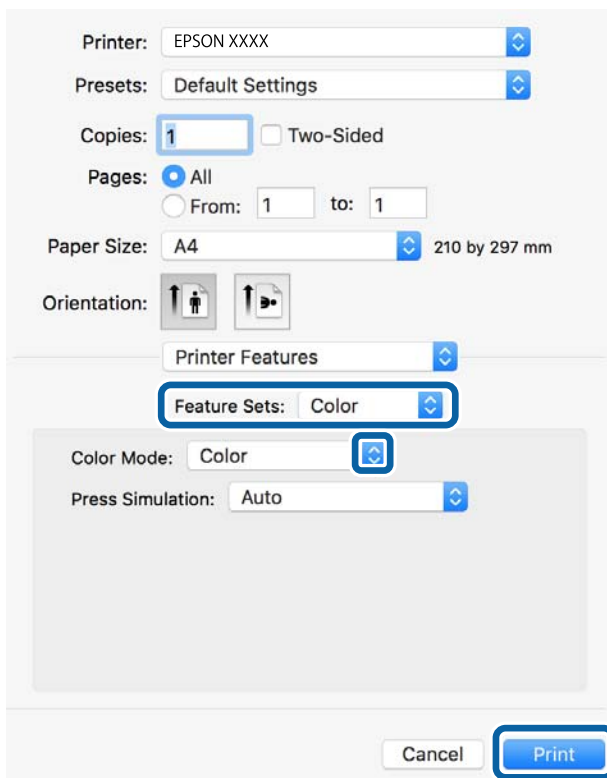 Printer: EPSON XXXX
Presets: Default Settings
Copies: 1 Two-Sided
Pages: All
From: 1 to: 1
Paper Size: A4 210 by 297 mm
Orientation:
Printer Features
Feature Sets: Color
Color Mode: Color
Press Simulation: Auto
Cancel Print